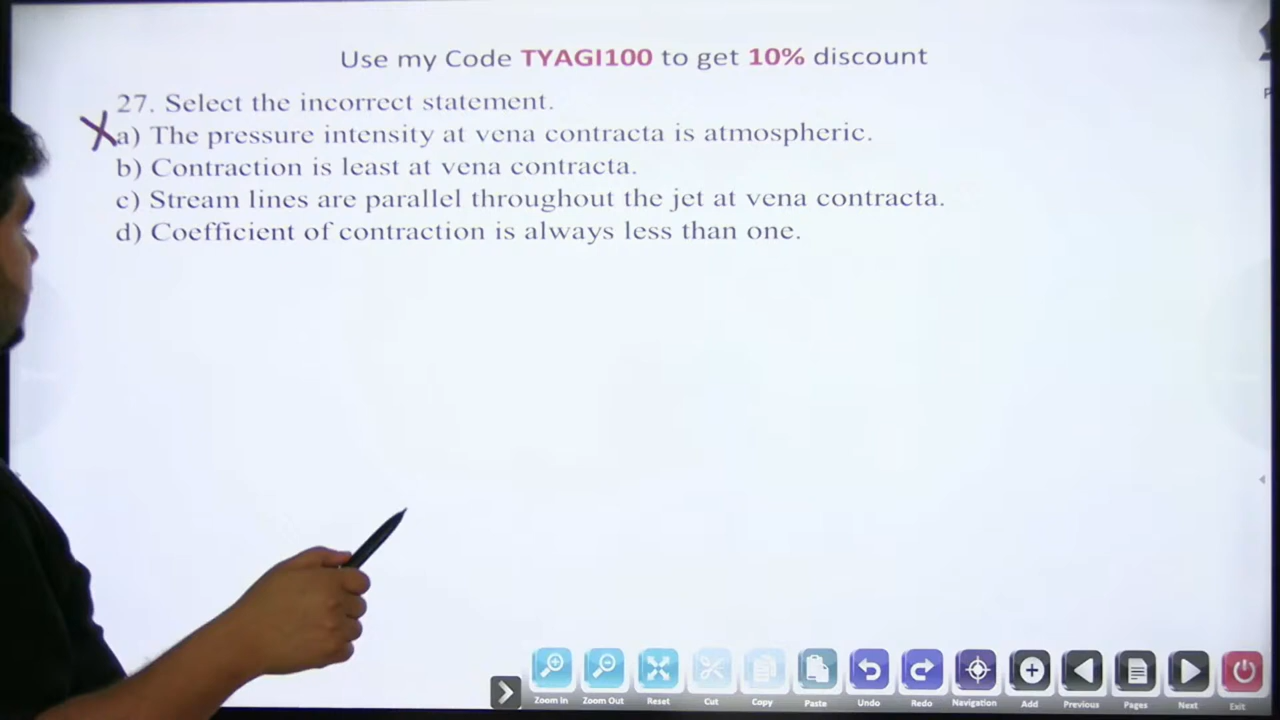 Use my Code TYAGI100 to get 10% discount
27. Select the incorrect statement.
X a) The pressure intensity at vena contracta is atmospheric.
b) Contraction is least at vena contracta.
c) Stream lines are parallel throughout the jet at vena contracta.
d) Coefficient of contraction is always less than one.
Zoom In Zoom Out Reset Cut Copy Paste Undo Redo Navigation Add Previous Pages Next Exit